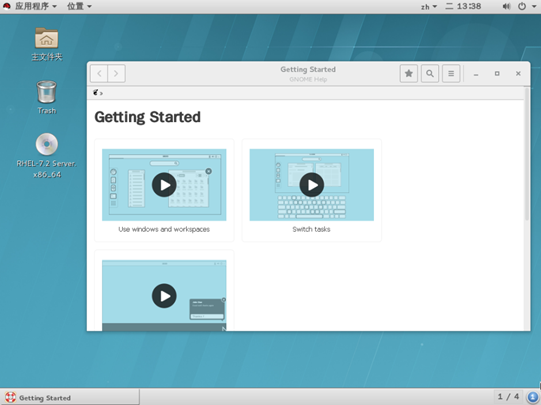 应用程序 位置 zh 二 13:38
主文件夹
Trash
RHEL-7.2 Server.
x86_64
Getting Started
GNOME Help
Getting Started
Use windows and workspaces
Switch tasks
Getting Started
1 / 4